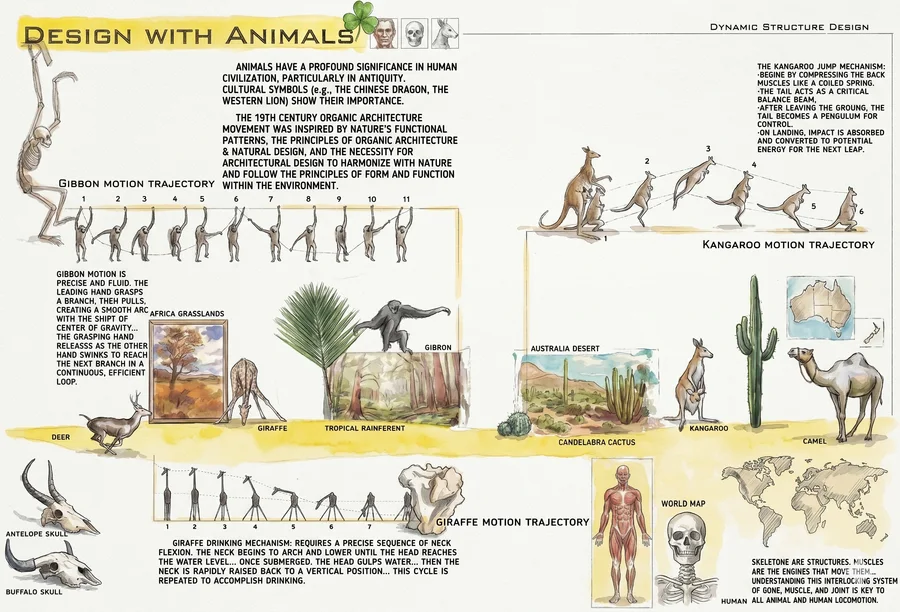 DESIGN WITH ANIMALS
DYNAMIC STRUCTURE DESIGN
ANIMALS HAVE A PROFOUND SIGNIFICANCE IN HUMAN
CIVILIZATION, PARTICULARLY IN ANTIQUITY.
CULTURAL SYMBOLS (e.g., THE CHINESE DRAGON, THE
WESTERN LION) SHOW THEIR IMPORTANCE.
THE 19TH CENTURY ORGANIC ARCHITECTURE
MOVEMENT WAS INSPIRED BY NATURE'S FUNCTIONAL
PATTERNS, THE PRINCIPLES OF ORGANIC ARCHITECTURE
& NATURAL DESIGN, AND THE NECESSITY FOR
ARCHITECTURAL DESIGN TO HARMONIZE WITH NATURE
AND FOLLOW THE PRINCIPLES OF FORM AND FUNCTION
WITHIN THE ENVIRONMENT.
THE KANGAROO JUMP MECHANISM:
·BEGINE BY COMPRESSING THE BACK
MUSCLES LIKE A COILED SPRING.
·THE TAIL ACTS AS A CRITICAL
BALANCE BEAM,
·AFTER LEAVING THE GROUNG, THE
TAIL BECOMES A PENGULUM FOR
CONTROL.
·ON LANDING, IMPACT IS ABSORBED
AND CONVERTED TO POTENTIAL
ENERGY FOR THE NEXT LEAP.
GIBBON MOTION TRAJECTORY
1 2 3 4 5 6 7 8 9 10 11
1 2 3 4 5 6
KANGAROO MOTION TRAJECTORY
GIBBON MOTION IS
PRECISE AND FLUID. THE
LEADING HAND GRASPS
A BRANCH, TEH PULLS,
CREATING A SMOOTH ARC
WITH THE SHIPT OF
CENTER OF GRAVITY...
THE GRASPING HAND
RELEASSS AS THE OTHER
HAND SWINKS TO REACH
THE NEXT BRANCH IN A
CONTINUOUS, EFFICIENT
LOOP.
AFRICA GRASSLANDS
GIBRON
AUSTRALIA DESERT
DEER
GIRAFFE
TROPICAL RAINFERENT
CANDELABRA CACTUS
KANGAROO
CAMEL
ANTELOPE SKULL
BUFFALO SKULL
1 2 3 4 5 6 7 8
GIRAFFE MOTION TRAJECTORY
GIRAFFE DRINKING MECHANISM: REQUIRES A PRECISE SEQUENCE OF NECK
FLEXION. THE NECK BEGINS TO ARCH AND LOWER UNTIL THE HEAD REACHES
THE WATER LEVEL... ONCE SUBMERGED. THE HEAD GULPS WATER... THEN THE
NECK IS RAPIDLY RAISED BACK TO A VERTICAL POSITION... THIS CYCLE IS
REPEATED TO ACCOMPLISH DRINKING.
WORLD MAP
HUMAN
SKELETONE ARE STRUCTURES. MUSCLES
ARE THE ENGINES THAT MOVE THEM...
UNDERSTANDING THIS INTERLOCKING SYSTEM
OF GONE, MUSCLE, AND JOINT IS KEY TO
ALL ANIMAL AND HUMAN LOCOMOTION.